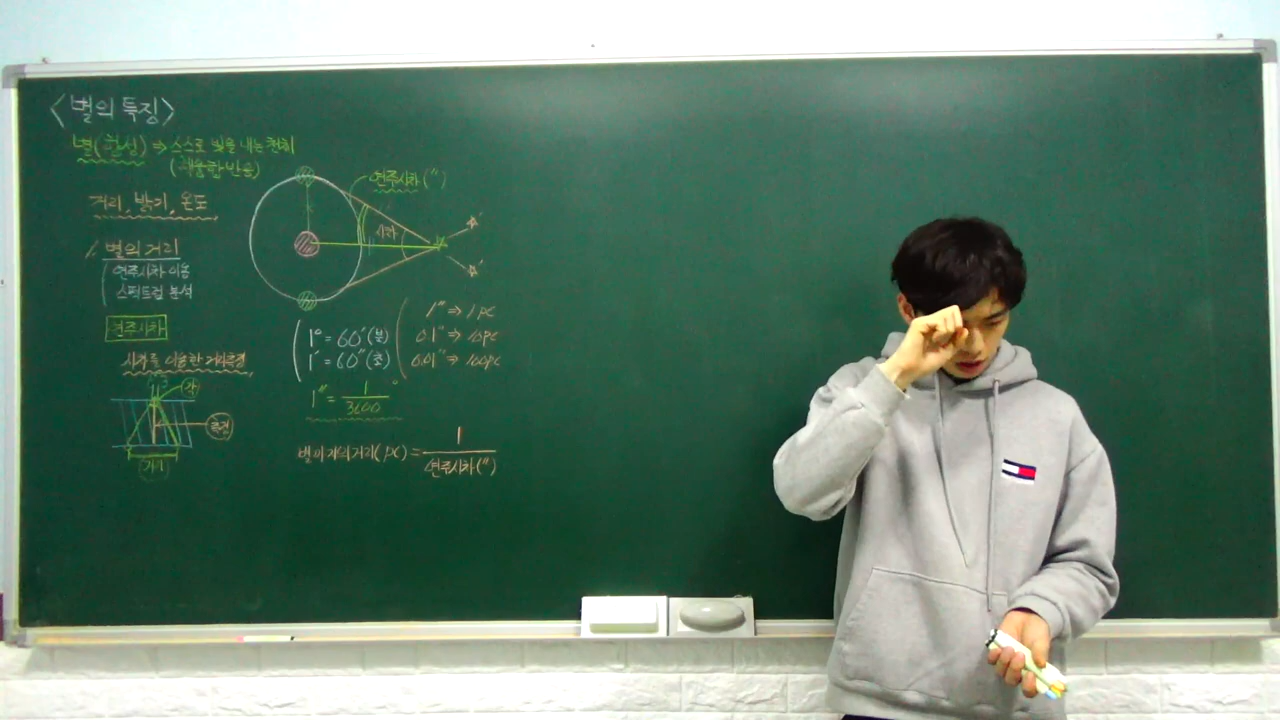 <별의 특징>
별(항성) ⇒ 스스로 빛을 내는 천체
(핵융합 반응)
거리, 밝기, 온도
1. 별의 거리
연주시차 이용
스펙트럼 분석
연주시차
시차를 이용한 거리측정
각
측정
거리
연주시차(″)
시차
1° = 60′(분)
1′ = 60″(초)
1″ = 1/3600°
1″ ⇒ 1pc
0.1″ ⇒ 10pc
0.01″ ⇒ 100pc
별까지의 거리(pc) = 1/연주시차(″)